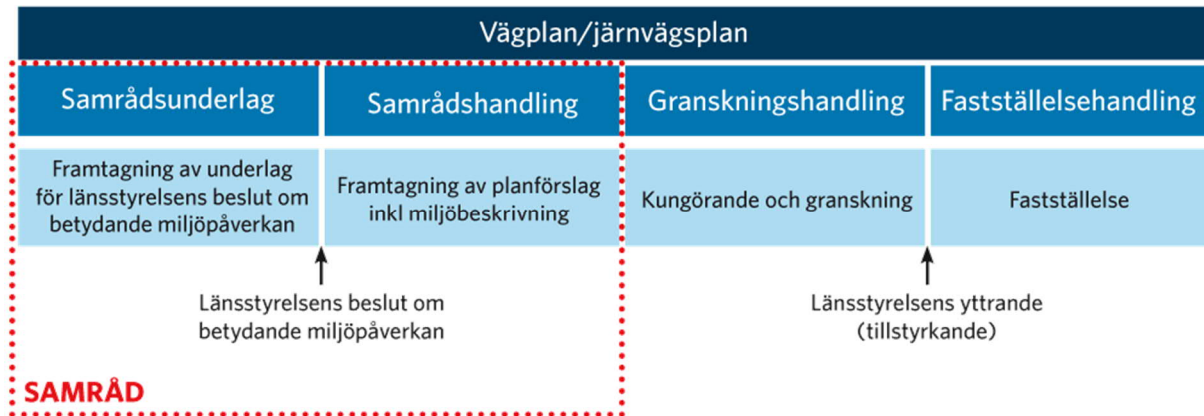 Vägplan/järnvägsplan
Samrådsunderlag
Samrådshandling
Granskningshandling
Fastställelsehandling
Framtagning av underlag
för länsstyrelsens beslut om
betydande miljöpåverkan
Framtagning av planförslag
inkl miljöbeskrivning
Kungörande och granskning
Fastställelse
Länsstyrelsens beslut om
betydande miljöpåverkan
Länsstyrelsens yttrande
(tillstyrkande)
SAMRÅD